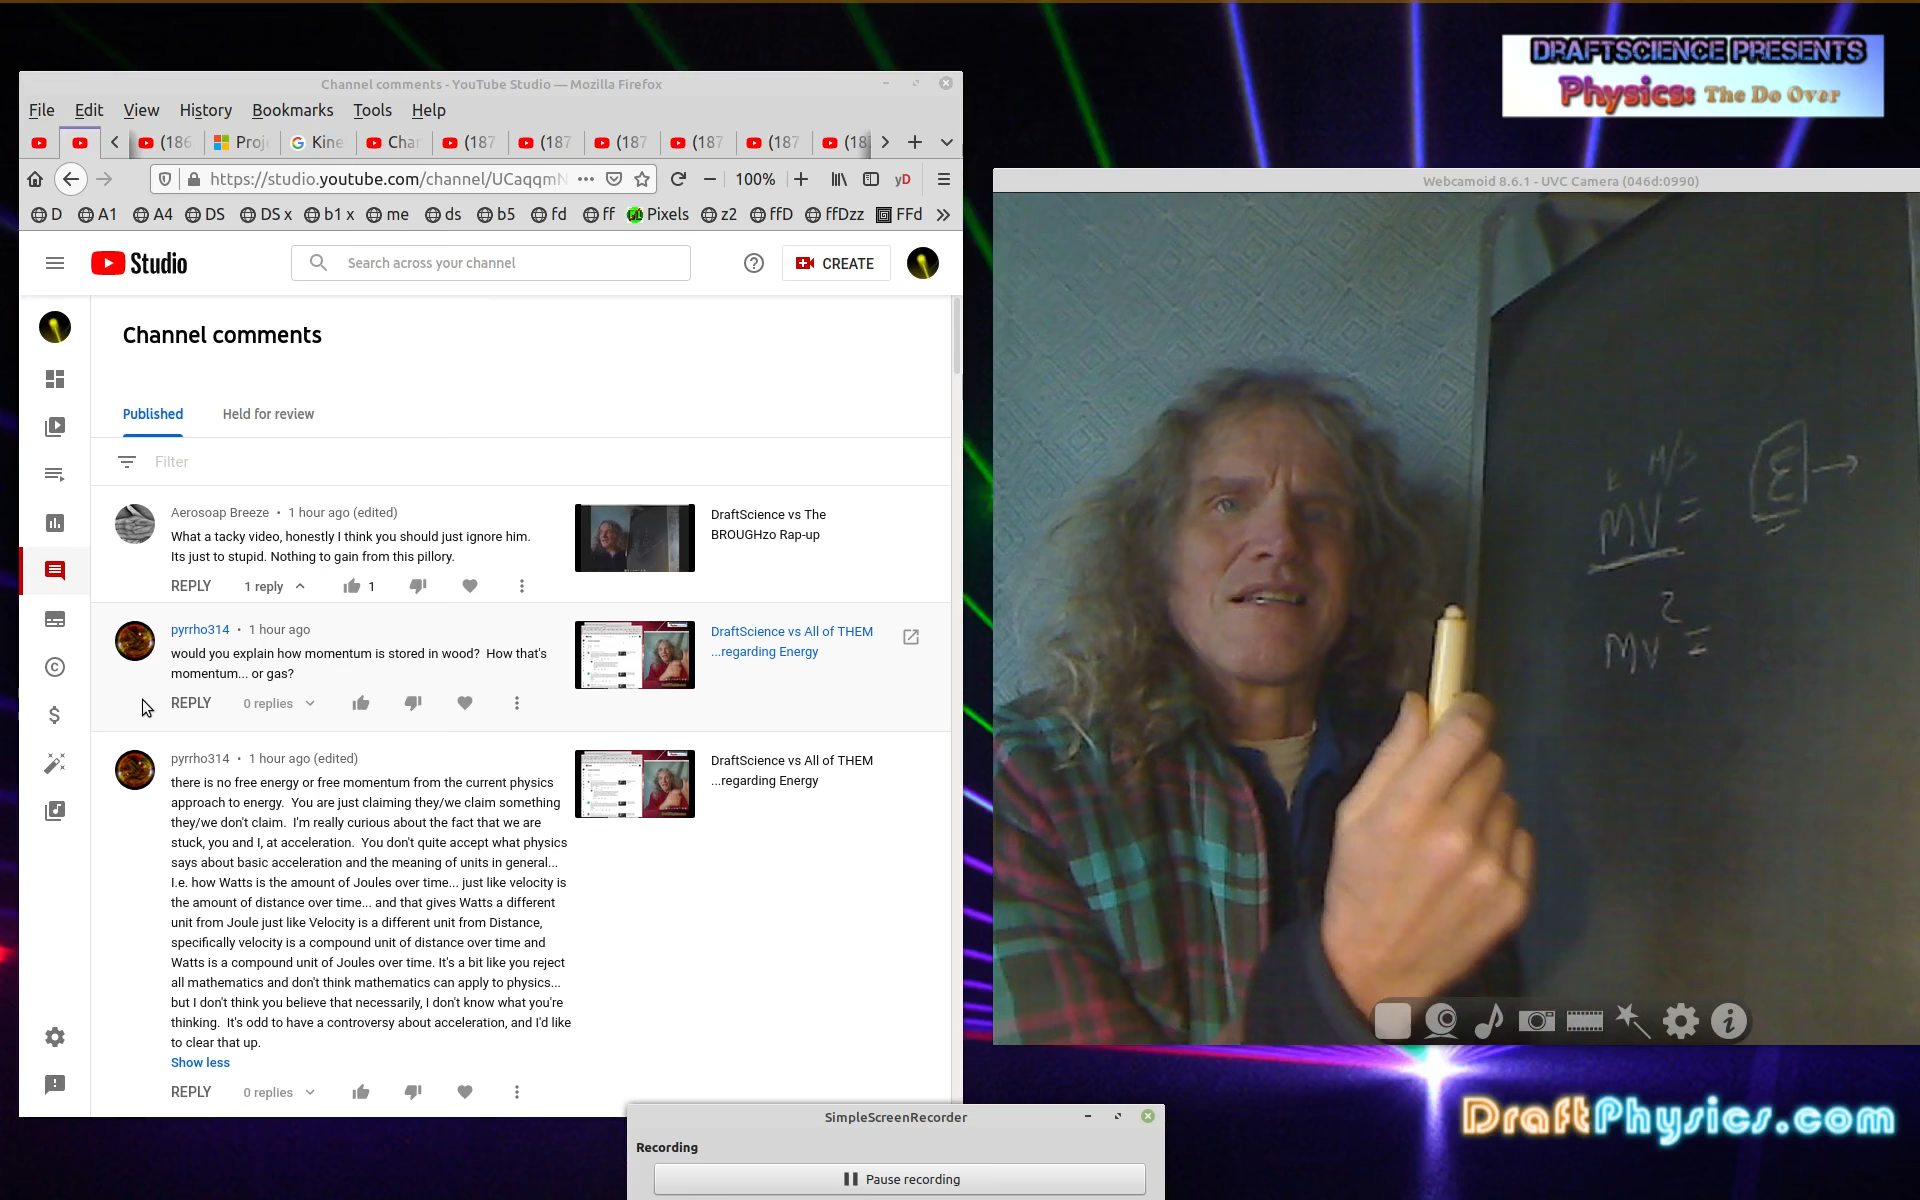 DRAFTSCIENCE PRESENTS
Physics: The Do Over
Channel comments - YouTube Studio — Mozilla Firefox
File Edit View History Bookmarks Tools Help
(186 Proj Kine Chan (187 (187 (187 (187 (187 (18
https://studio.youtube.com/channel/UCaqqmN 100% yD
D A1 A4 DS DS x b1 x me ds b5 fd ff Pixels z2 ffD ffDzz FFd
Studio
Search across your channel
CREATE
Channel comments
Published Held for review
Filter
Aerosoap Breeze • 1 hour ago (edited)
What a tacky video, honestly I think you should just ignore him.
Its just to stupid. Nothing to gain from this pillory.
REPLY 1 reply 1
DraftScience vs The
BROUGHzo Rap-up
pyrrho314 • 1 hour ago
would you explain how momentum is stored in wood? How that's
momentum... or gas?
REPLY 0 replies
DraftScience vs All of THEM
...regarding Energy
pyrrho314 • 1 hour ago (edited)
there is no free energy or free momentum from the current physics
approach to energy. You are just claiming they/we claim something
they/we don't claim. I'm really curious about the fact that we are
stuck, you and I, at acceleration. You don't quite accept what physics
says about basic acceleration and the meaning of units in general...
I.e. how Watts is the amount of Joules over time... just like velocity is
the amount of distance over time... and that gives Watts a different
unit from Joule just like Velocity is a different unit from Distance,
specifically velocity is a compound unit of distance over time and
Watts is a compound unit of Joules over time. It's a bit like you reject
all mathematics and don't think mathematics can apply to physics...
but I don't think you believe that necessarily, I don't know what you're
thinking. It's odd to have a controversy about acceleration, and I'd like
to clear that up.
Show less
REPLY 0 replies
DraftScience vs All of THEM
...regarding Energy
Webcamoid 8.6.1 - UVC Camera (046d:0990)
M/s
MV =
MV² =
SimpleScreenRecorder
Recording
Pause recording
DraftPhysics.com